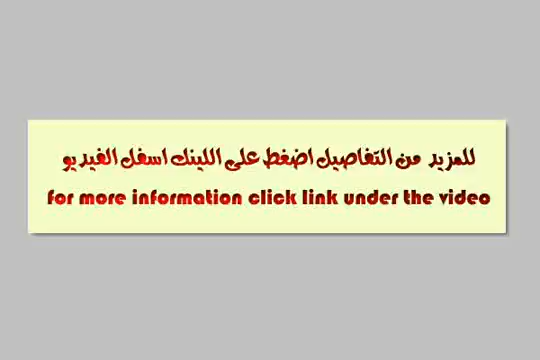 للمزيد من التفاصيل اضغط على اللينك اسفل الفيديو
for more information click link under the video